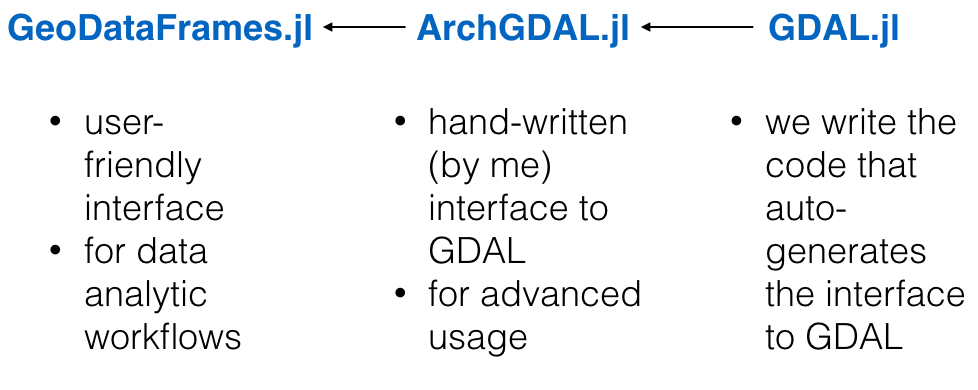 GeoDataFrames.jl ArchGDAL.jl GDAL.jl
• user-
friendly
interface
• for data
analytic
workflows
• hand-written
(by me)
interface to
GDAL
• for advanced
usage
• we write the
code that
auto-
generates
the interface
to GDAL